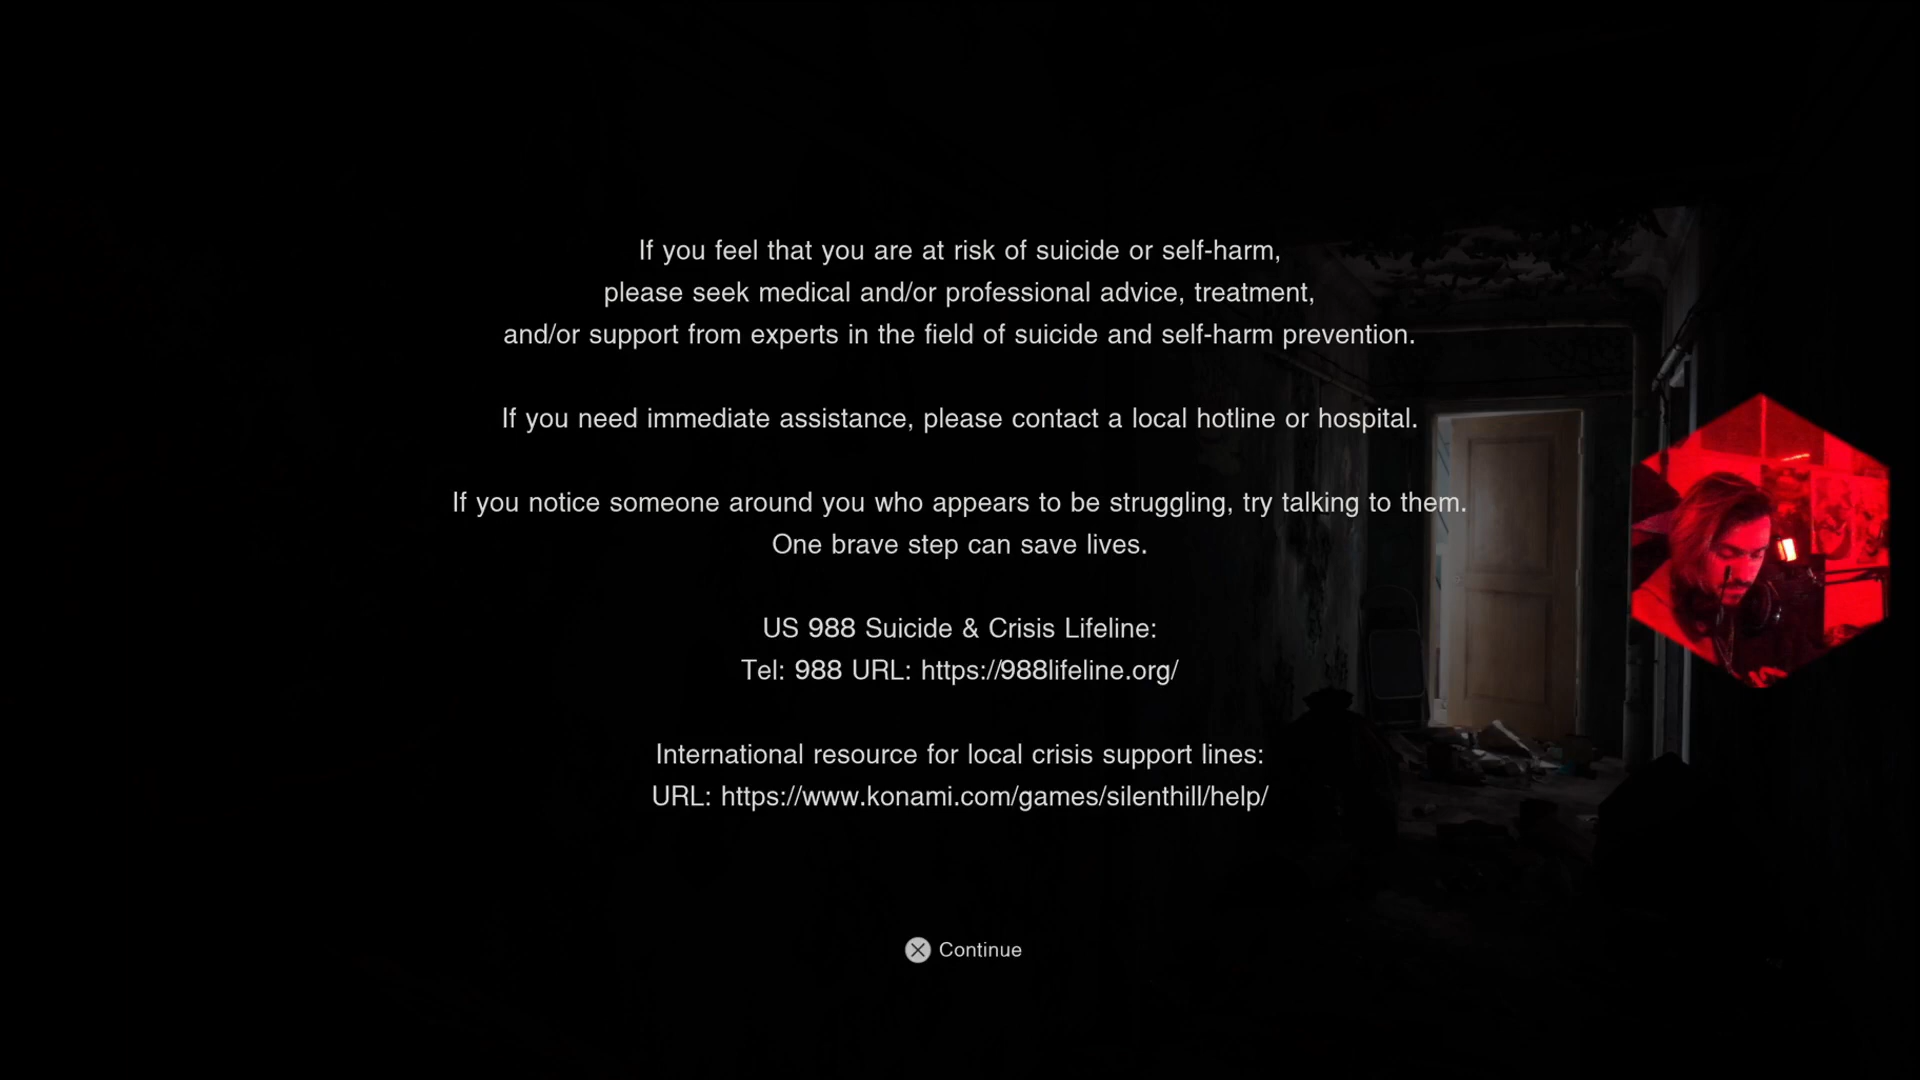 If you feel that you are at risk of suicide or self-harm,
please seek medical and/or professional advice, treatment,
and/or support from experts in the field of suicide and self-harm prevention.
If you need immediate assistance, please contact a local hotline or hospital.
If you notice someone around you who appears to be struggling, try talking to them.
One brave step can save lives.
US 988 Suicide & Crisis Lifeline:
Tel: 988 URL: https://988lifeline.org/
International resource for local crisis support lines:
URL: https://www.konami.com/games/silenthill/help/
Continue